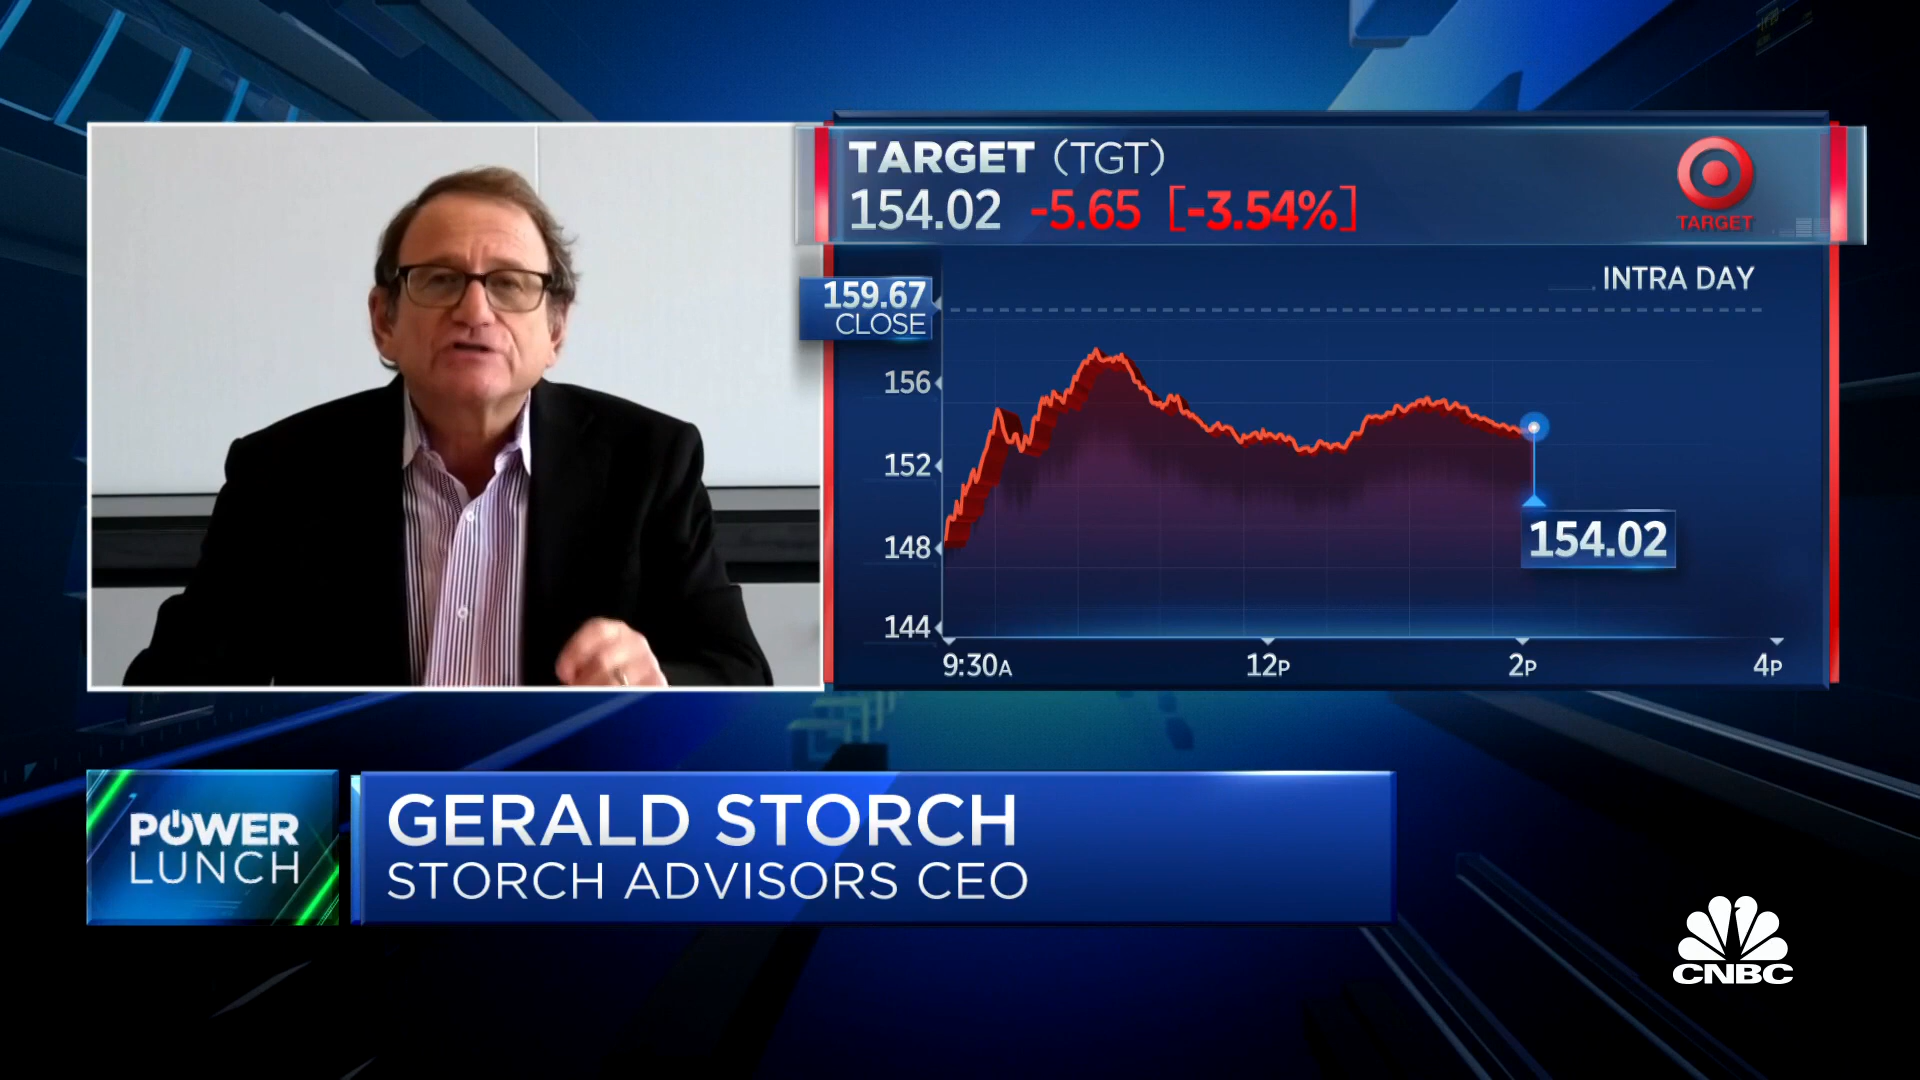 TARGET (TGT)
154.02 -5.65 [-3.54%]
TARGET
INTRA DAY
159.67
CLOSE
156
152
148
144
154.02
9:30A 12P 2P 4P
POWER
LUNCH
GERALD STORCH
STORCH ADVISORS CEO
CNBC